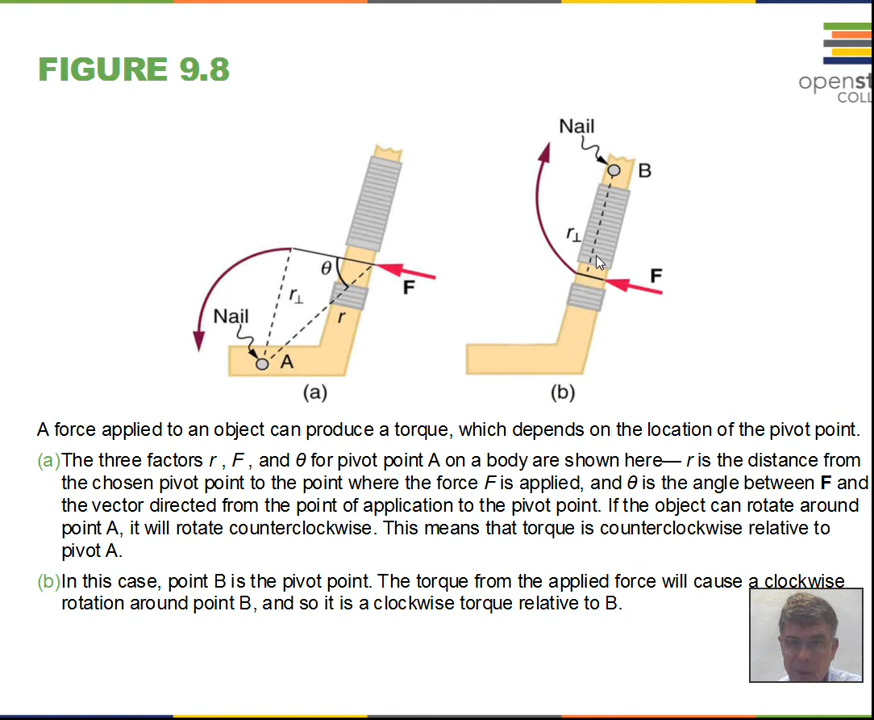 FIGURE 9.8
openst
COLL
Nail
B
r⊥
F
(b)
θ
F
r⊥
r
Nail
A
(a)
A force applied to an object can produce a torque, which depends on the location of the pivot point.
(a)The three factors r , F , and θ for pivot point A on a body are shown here— r is the distance from
the chosen pivot point to the point where the force F is applied, and θ is the angle between F and
the vector directed from the point of application to the pivot point. If the object can rotate around
point A, it will rotate counterclockwise. This means that torque is counterclockwise relative to
pivot A.
(b)In this case, point B is the pivot point. The torque from the applied force will cause a clockwise
rotation around point B, and so it is a clockwise torque relative to B.